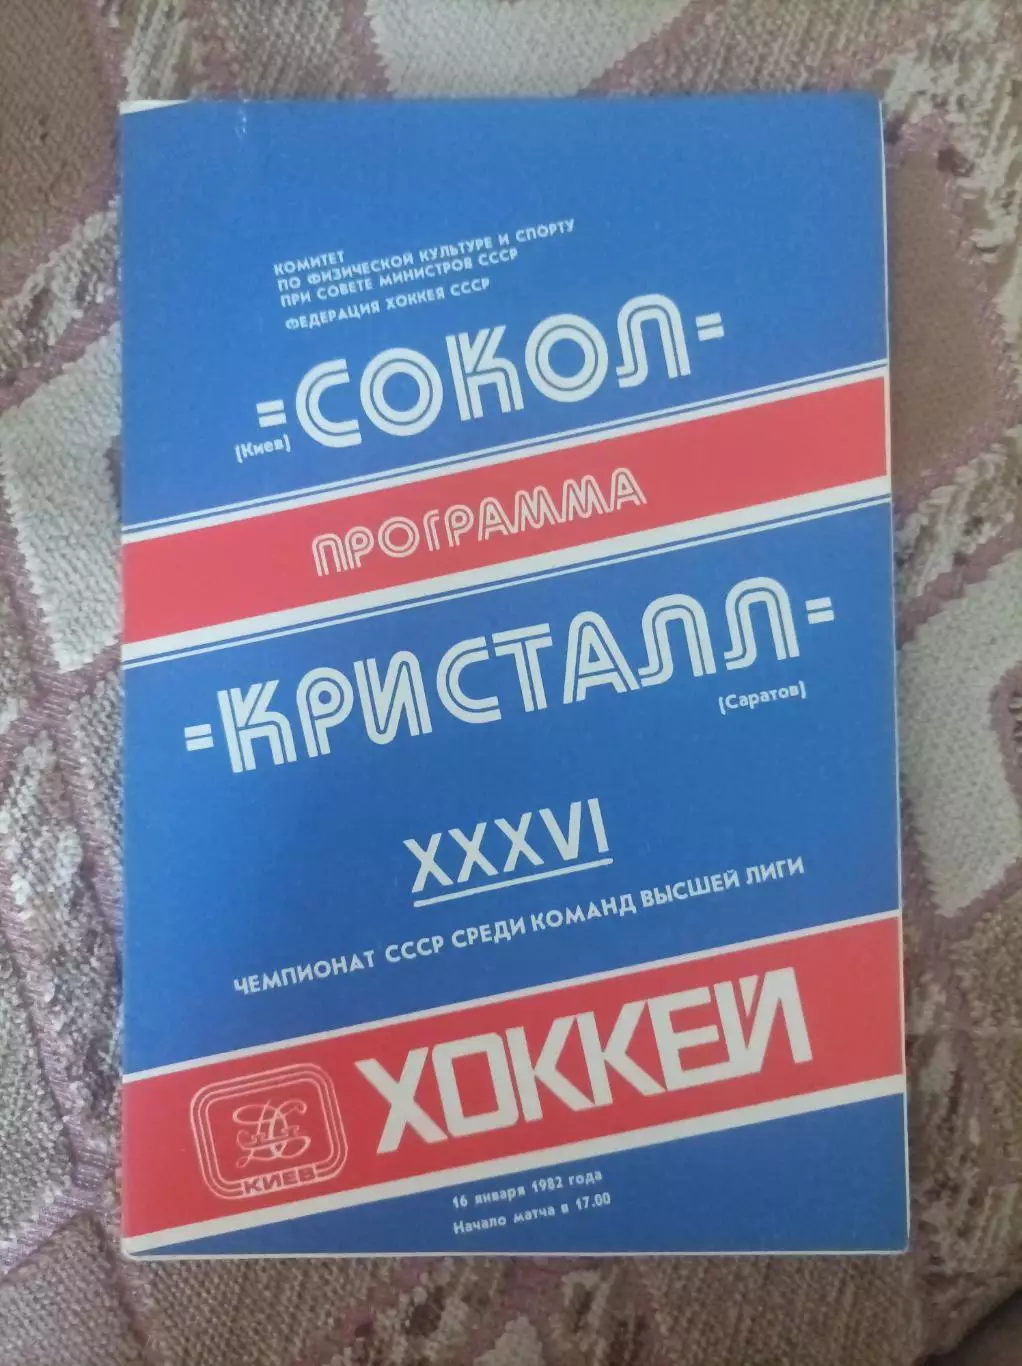 КОМИТЕТ
ПО ФИЗИЧЕСКОЙ КУЛЬТУРЕ И СПОРТУ
ПРИ СОВЕТЕ МИНИСТРОВ СССР
ФЕДЕРАЦИЯ ХОККЕЯ СССР
=СОКОЛ=
(Киев)
ПРОГРАММА
=КРИСТАЛЛ=
(Саратов)
XXXVI
ЧЕМПИОНАТ СССР СРЕДИ КОМАНД ВЫСШЕЙ ЛИГИ
ХОККЕЙ
КИЕВ
16 января 1982 года
Начало матча в 17.00